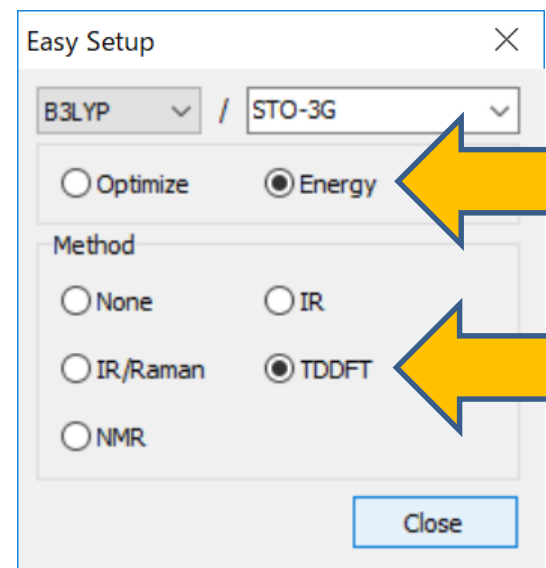 Easy Setup
B3LYP / STO-3G
Optimize Energy
Method
None IR
IR/Raman TDDFT
NMR
Close